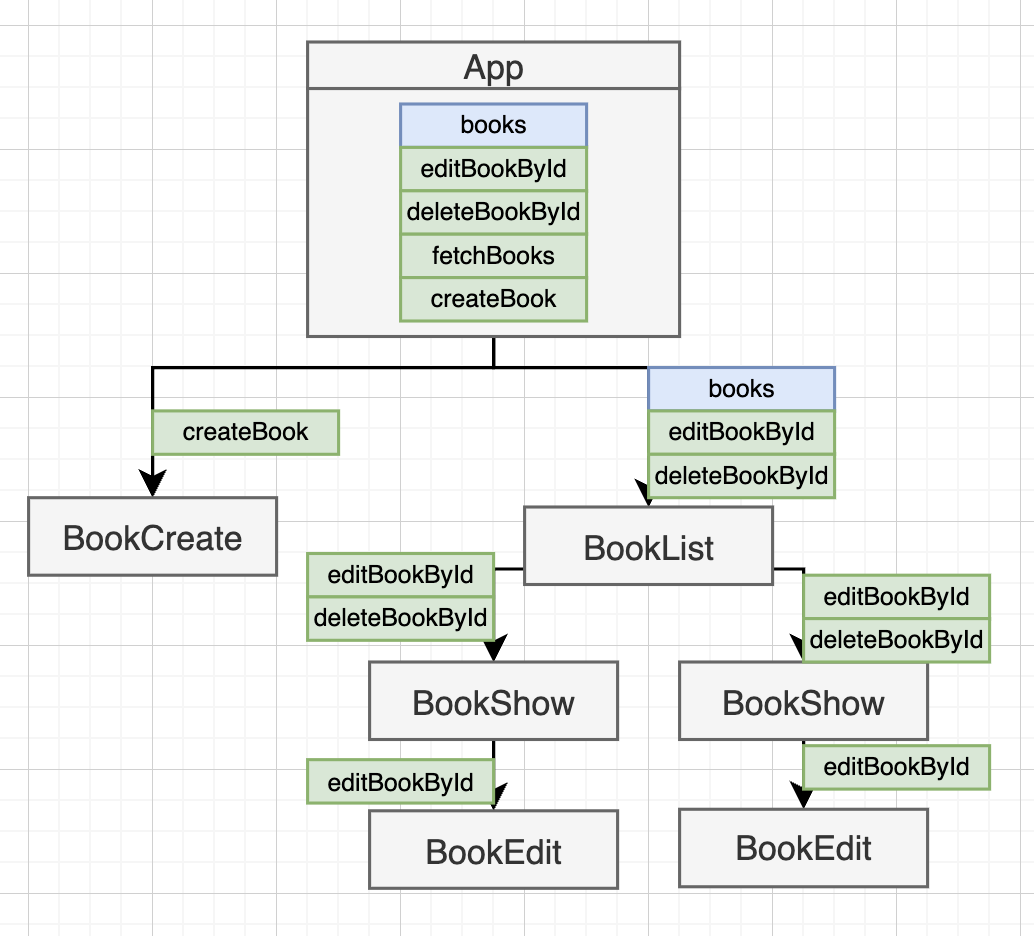 App
books
editBookById
deleteBookById
fetchBooks
createBook
createBook
books
editBookById
deleteBookById
BookCreate
BookList
editBookById
deleteBookById
editBookById
deleteBookById
BookShow
BookShow
editBookById
editBookById
BookEdit
BookEdit